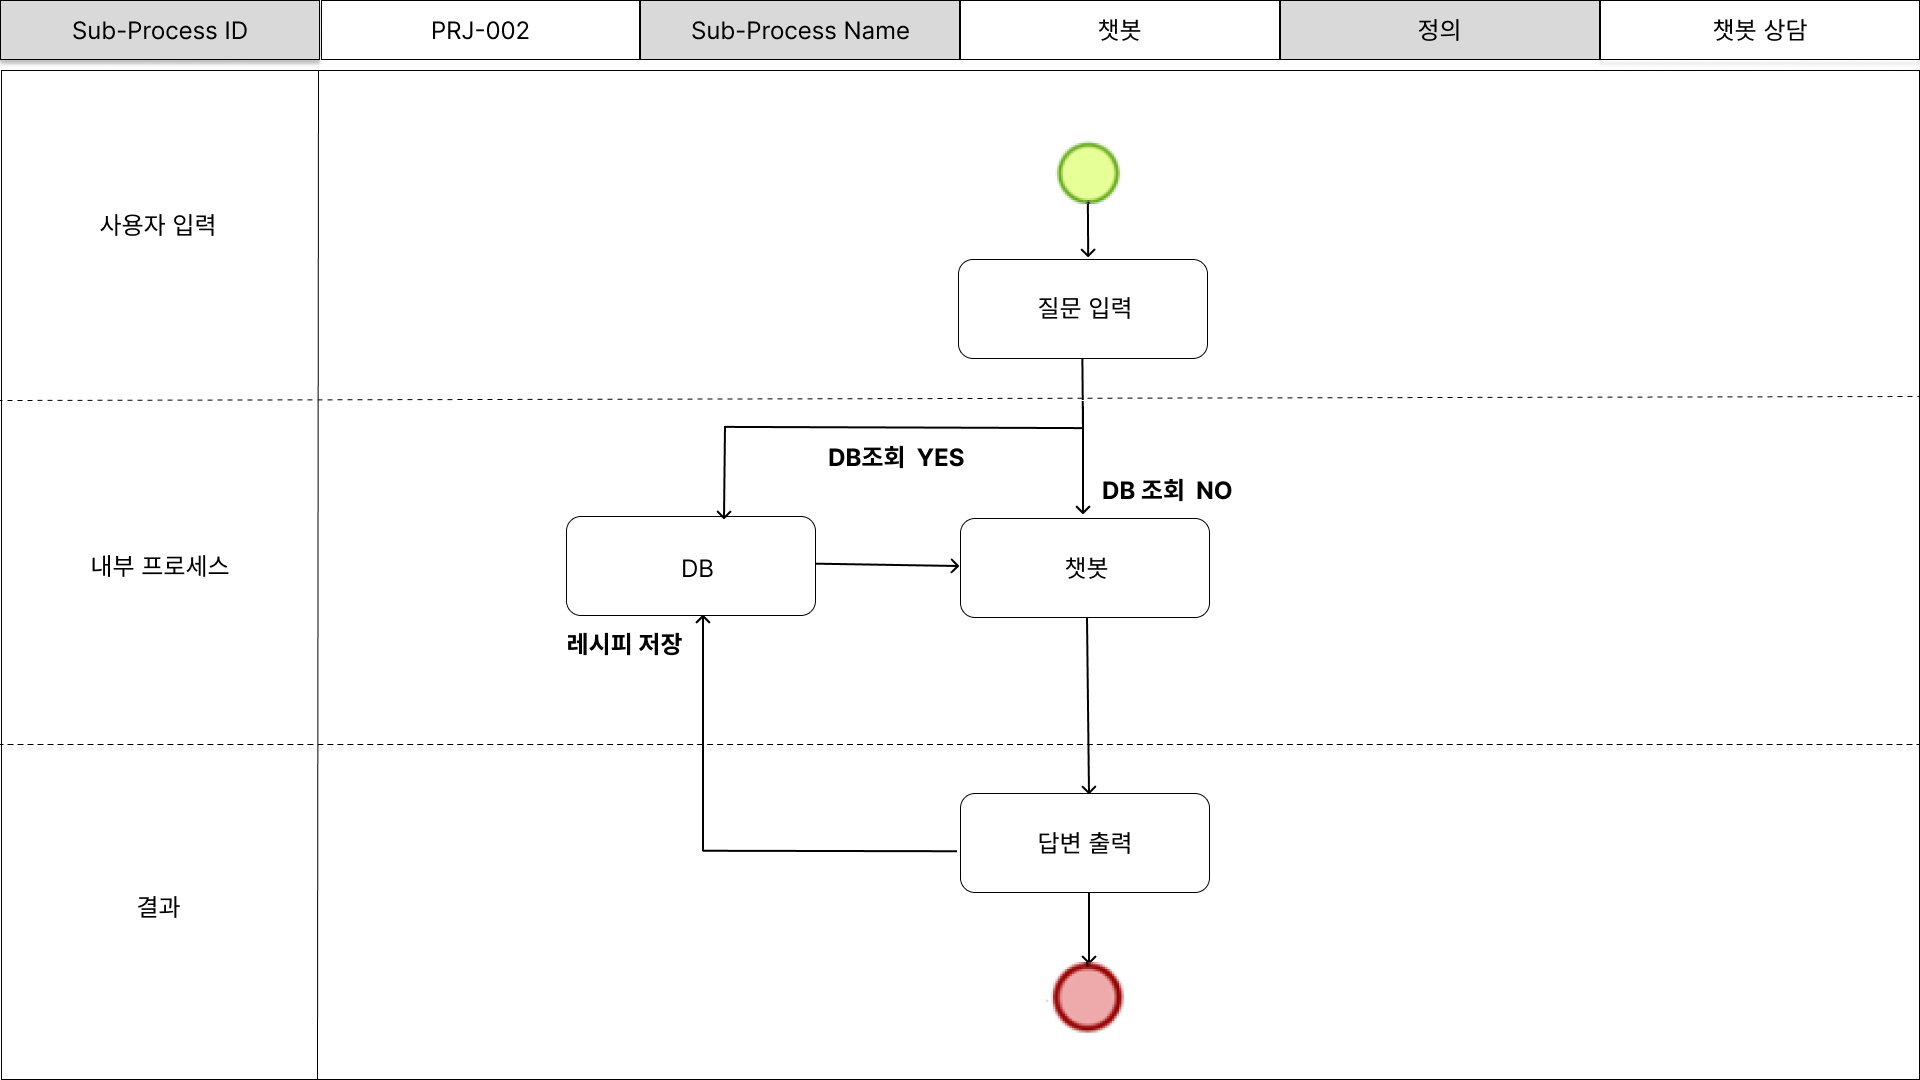 Sub-Process ID
PRJ-002
Sub-Process Name
챗봇
정의
챗봇 상담
사용자 입력
질문 입력
DB조회 YES
DB 조회 NO
내부 프로세스
DB
챗봇
레시피 저장
답변 출력
결과